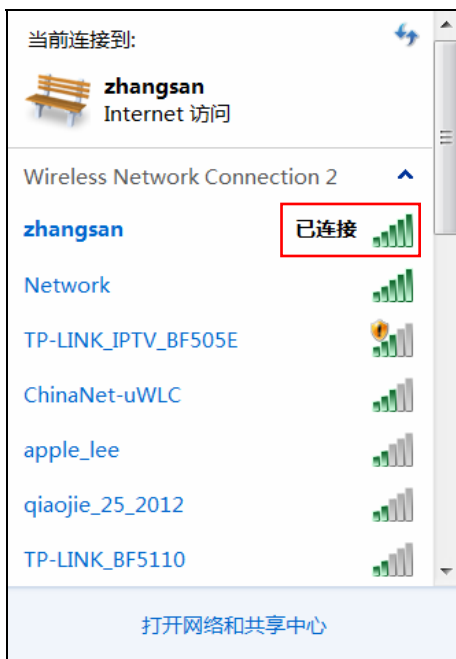 当前连接到:
zhangsan
Internet 访问
Wireless Network Connection 2
zhangsan 已连接
Network
TP-LINK_IPTV_BF505E
ChinaNet-uWLC
apple_lee
qiaojie_25_2012
TP-LINK_BF5110
打开网络和共享中心